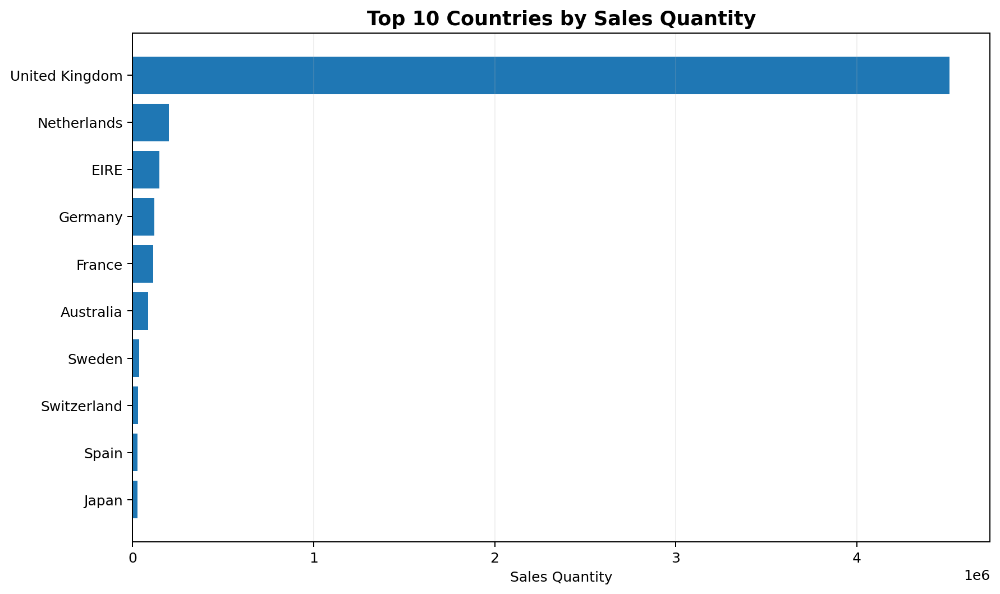 Top 10 Countries by Sales Quantity
United Kingdom
Netherlands
EIRE
Germany
France
Australia
Sweden
Switzerland
Spain
Japan
0 1 2 3 4
Sales Quantity
1e6